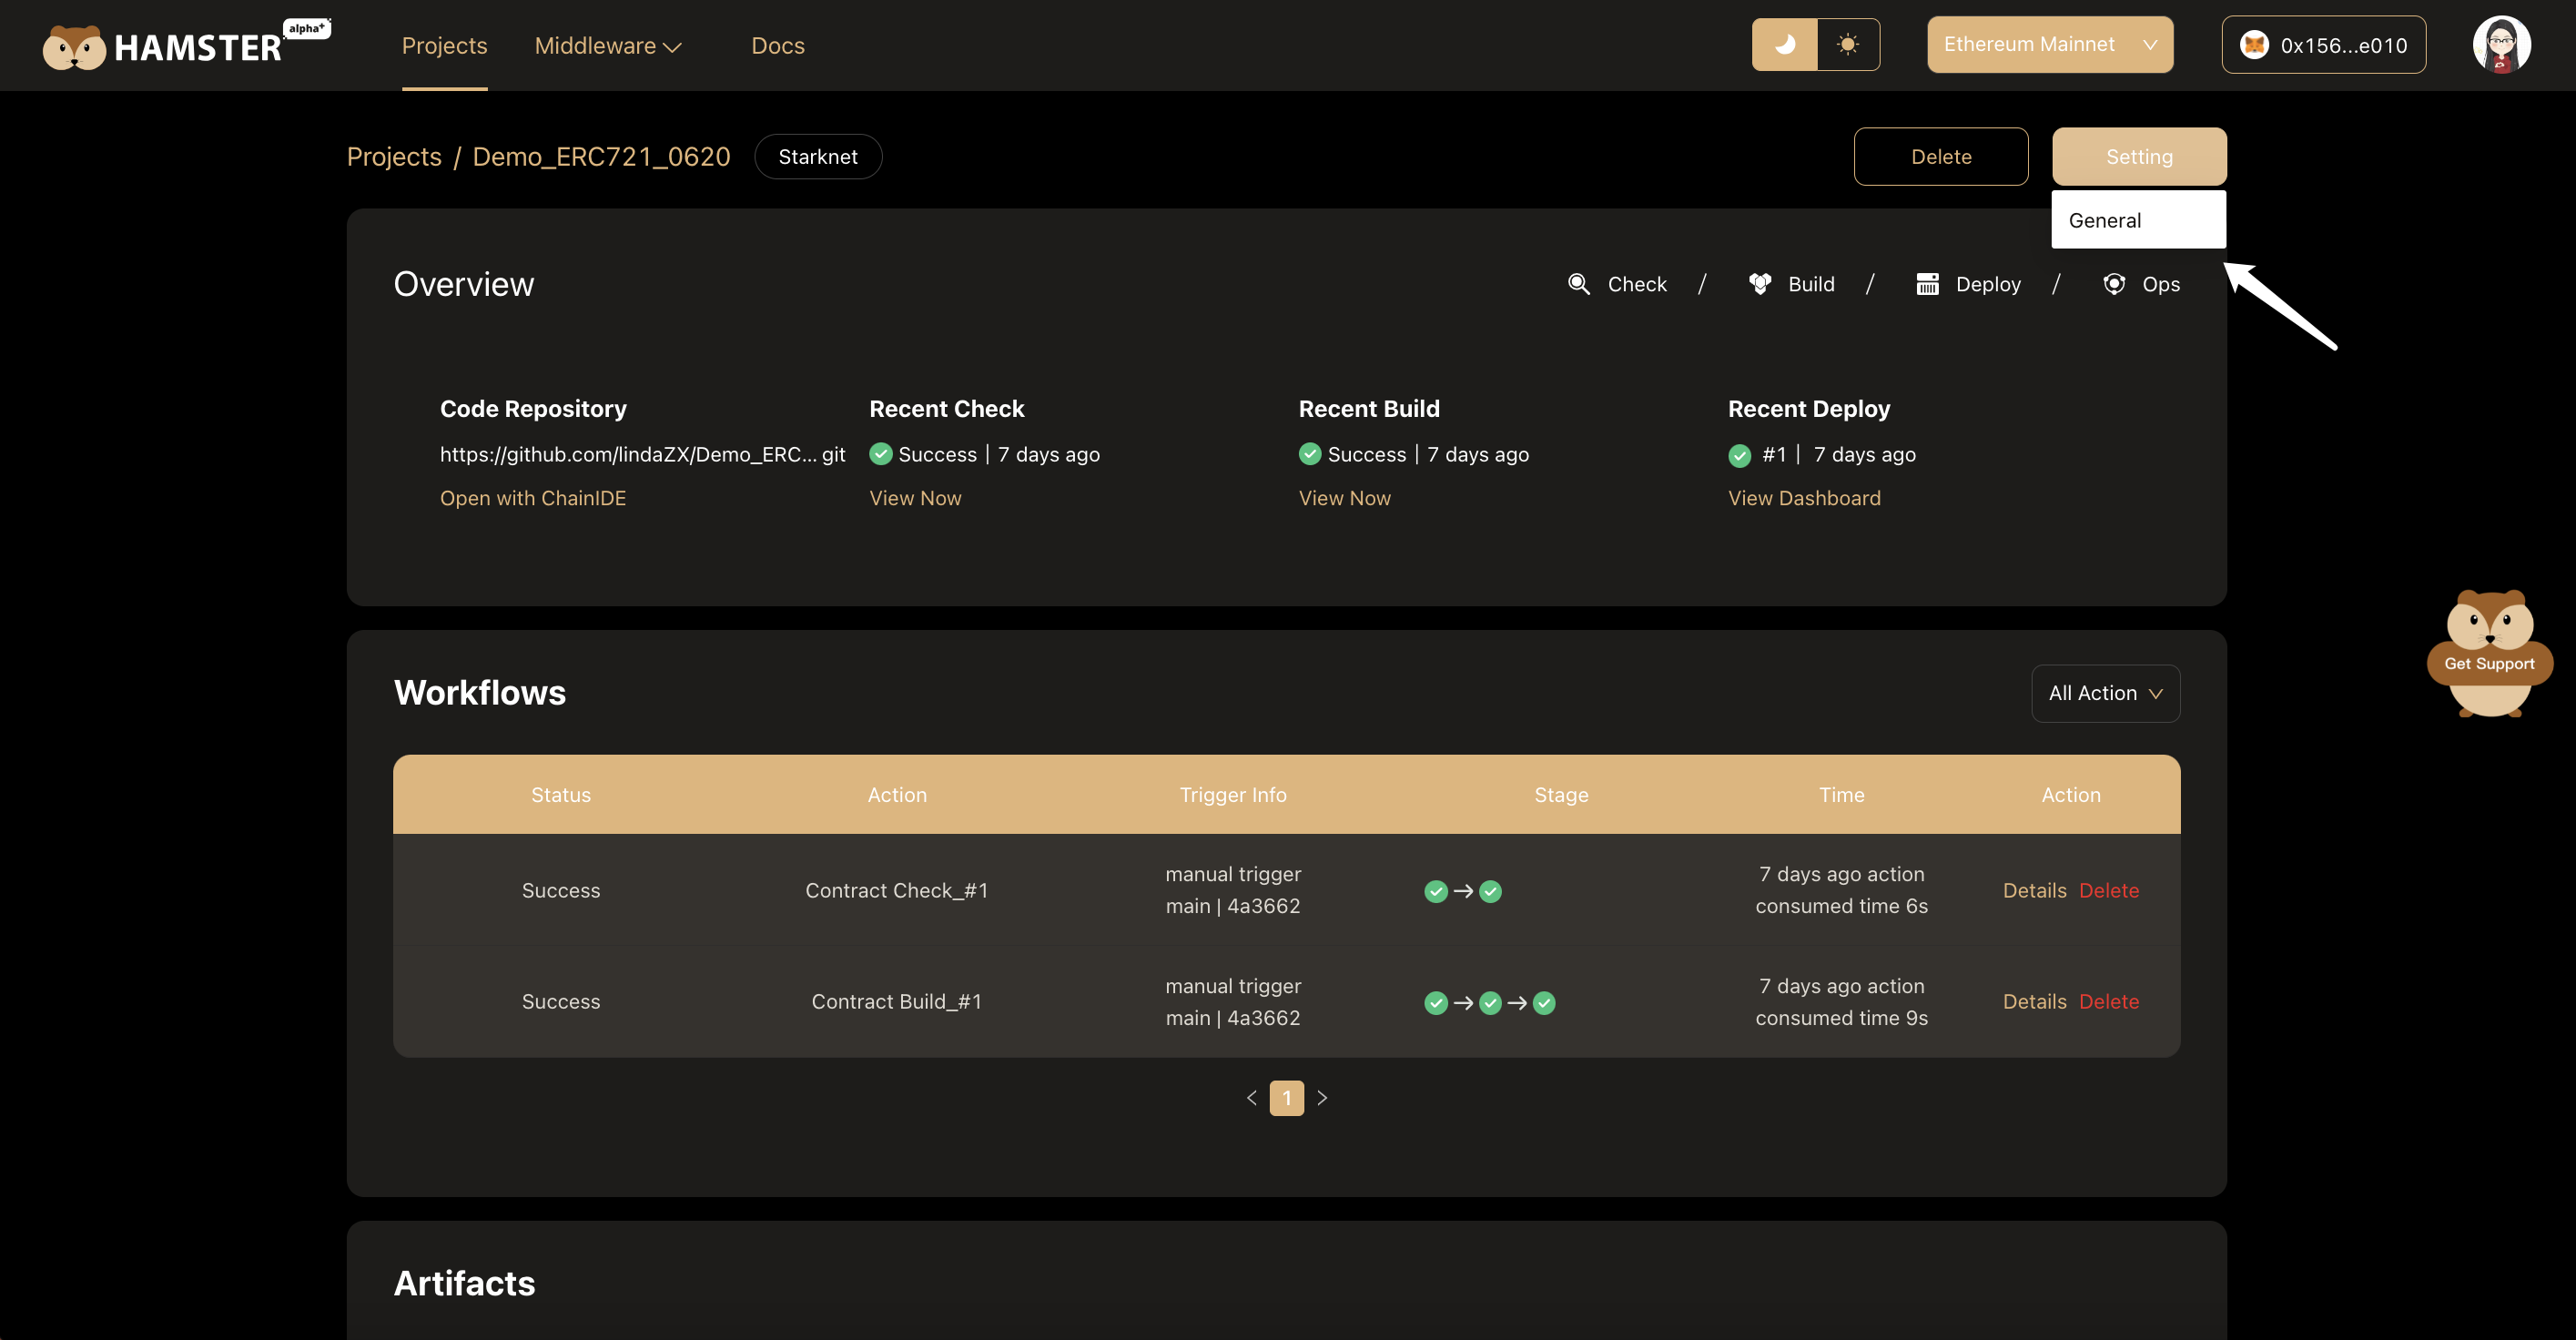 HAMSTER alpha+
Projects
Middleware
Docs
Ethereum Mainnet
0x156...e010
Projects / Demo_ERC721_0620
Starknet
Delete
Setting
General
Overview
Check / Build / Deploy / Ops
Code Repository
https://github.com/lindaZX/Demo_ERC... git
Open with ChainIDE
Recent Check
Success | 7 days ago
View Now
Recent Build
Success | 7 days ago
View Now
Recent Deploy
#1 | 7 days ago
View Dashboard
Get Support
Workflows
All Action
Status Action Trigger Info Stage Time Action
Success
Contract Check_#1
manual trigger
main | 4a3662
7 days ago action
consumed time 6s
Details Delete
Success
Contract Build_#1
manual trigger
main | 4a3662
7 days ago action
consumed time 9s
Details Delete
< 1 >
Artifacts